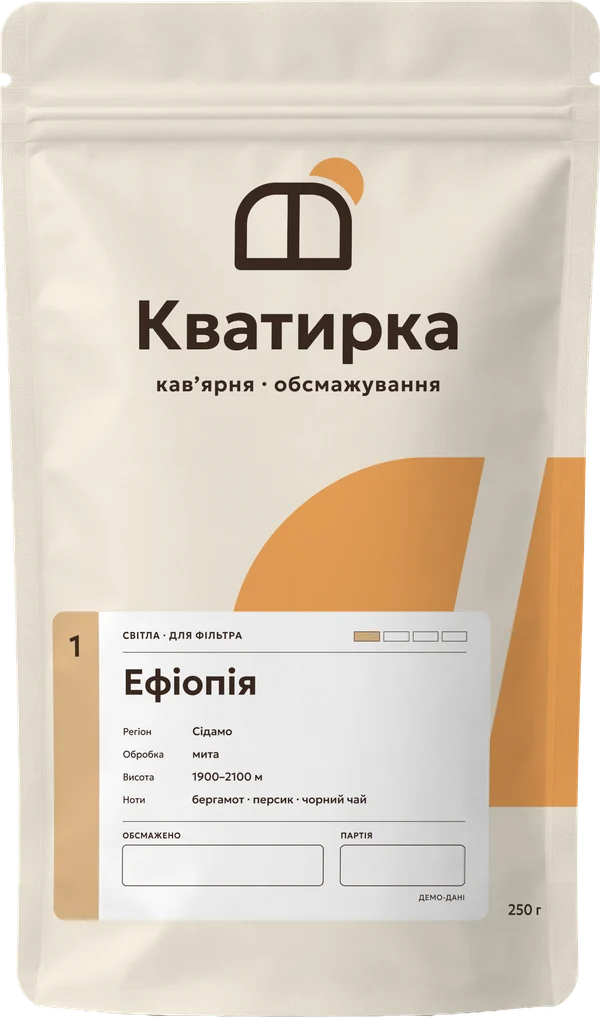 Кватирка
кав’ярня · обсмажування
1
СВІТЛА · ДЛЯ ФІЛЬТРА
Ефіопія
Регіон Сідамо
Обробка мита
Висота 1900–2100 м
Ноти бергамот · персик · чорний чай
ОБСМАЖЕНО ПАРТІЯ
ДЕМО-ДАНІ
250 г